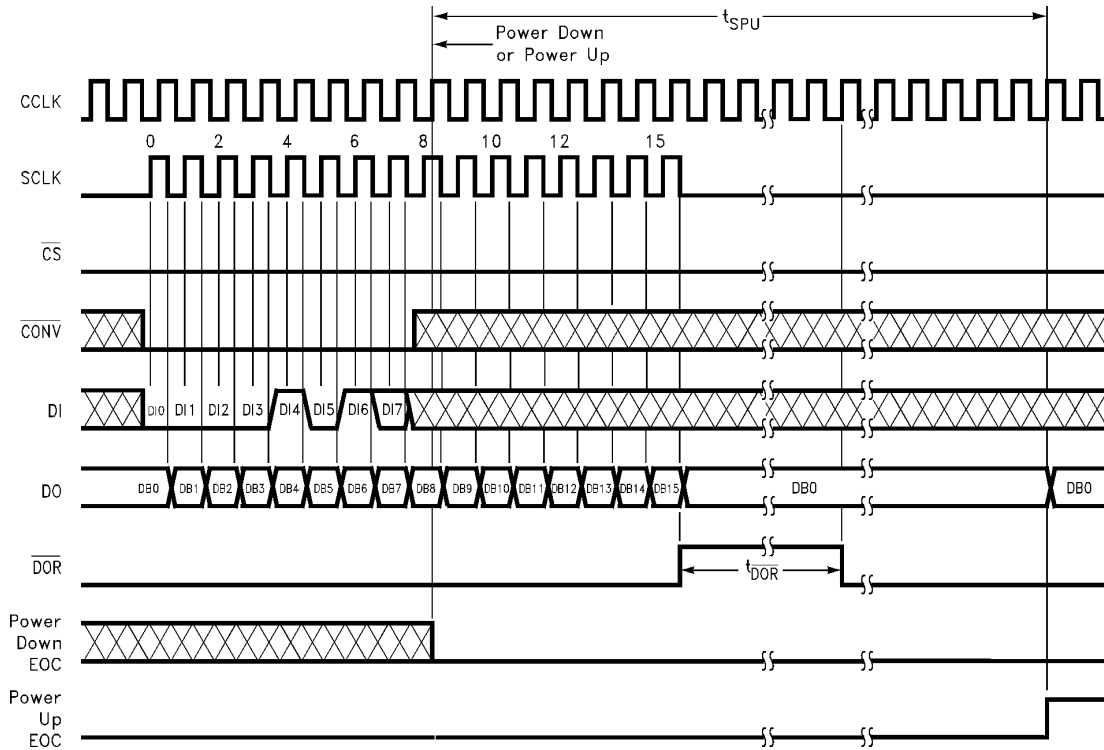 tSPU
Power Down
or Power Up
CCLK
0 2 4 6 8 10 12 15
SCLK
CS
CONV
DI
DI0 DI1 DI2 DI3 DI4 DI5 DI6 DI7
DO
DB0 DB1 DB2 DB3 DB4 DB5 DB6 DB7 DB8 DB9 DB10 DB11 DB12 DB13 DB14 DB15 DB0 DB0
DOR
tDOR
Power
Down
EOC
Power
Up
EOC